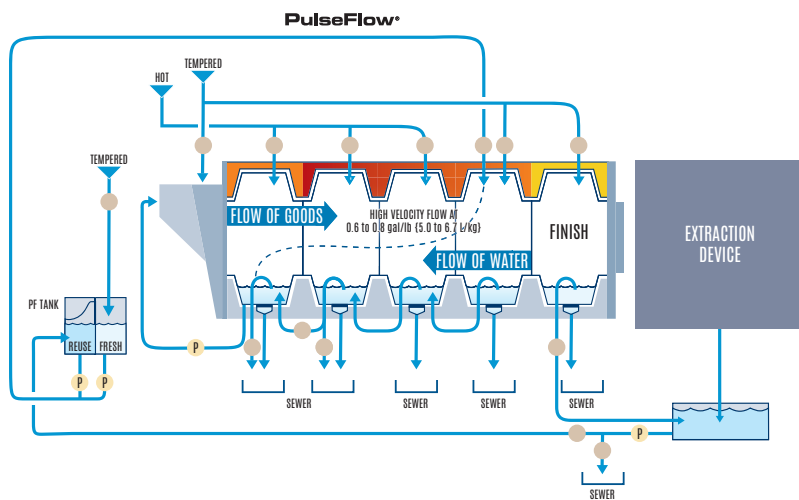 PulseFlow®
TEMPERED
HOT
TEMPERED
FLOW OF GOODS
HIGH VELOCITY FLOW AT
0.6 to 0.8 gal/lb {5.0 to 6.7 L/kg}
FINISH
EXTRACTION
DEVICE
FLOW OF WATER
PF TANK
REUSE
FRESH
P
P
P
P
SEWER
SEWER
SEWER
SEWER
SEWER